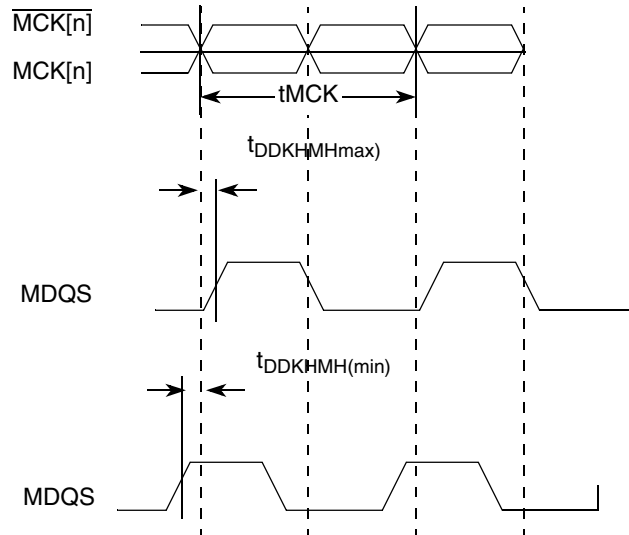 MCK[n]
MCK[n]
tMCK
tDDKHMHmax)
MDQS
tDDKHMH(min)
MDQS